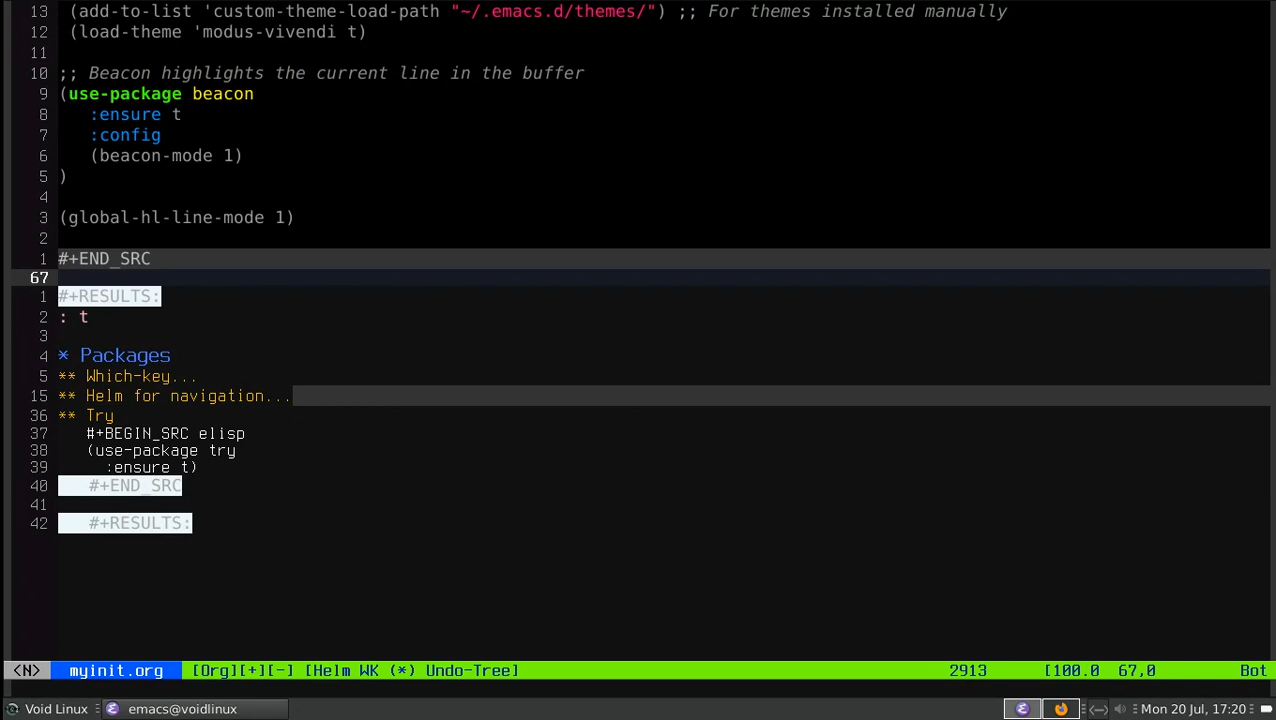 13 (add-to-list 'custom-theme-load-path "~/.emacs.d/themes/") ;; For themes installed manually
12 (load-theme 'modus-vivendi t)
11
10 ;; Beacon highlights the current line in the buffer
9 (use-package beacon
8 :ensure t
7 :config
6 (beacon-mode 1)
5 )
4
3 (global-hl-line-mode 1)
2
1 #+END_SRC
67
1 #+RESULTS:
2 : t
3
4 * Packages
5 ** Which-key...
15 ** Helm for navigation...
36 ** Try
37 #+BEGIN_SRC elisp
38 (use-package try
39 :ensure t)
40 #+END_SRC
41
42 #+RESULTS:
<N> myinit.org [Org][+][-] [Helm WK (*) Undo-Tree] 2913 [100.0 67,0 Bot
Void Linux emacs@voidlinux Mon 20 Jul, 17:20